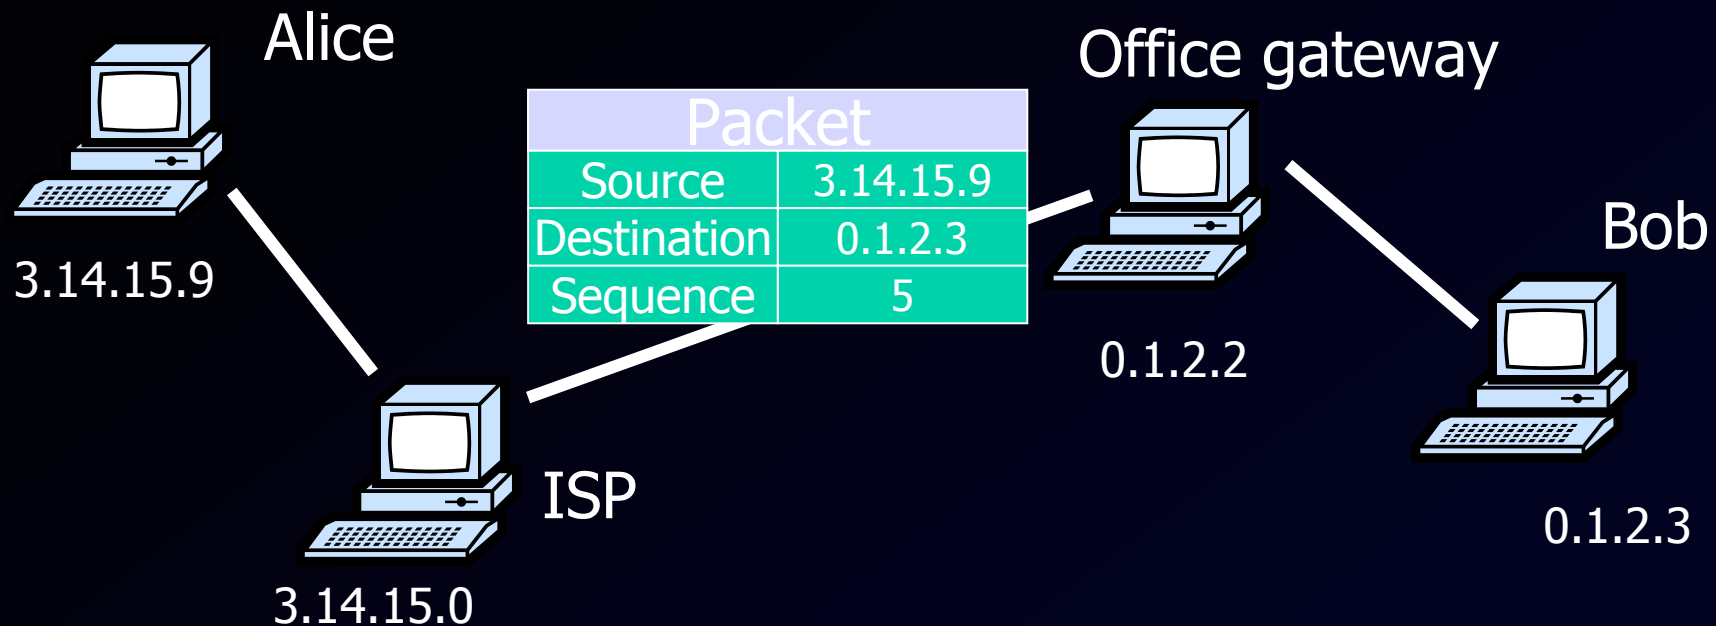 Alice
3.14.15.9
Packet
Source 3.14.15.9
Destination 0.1.2.3
Sequence 5
ISP
3.14.15.0
Office gateway
0.1.2.2
Bob
0.1.2.3